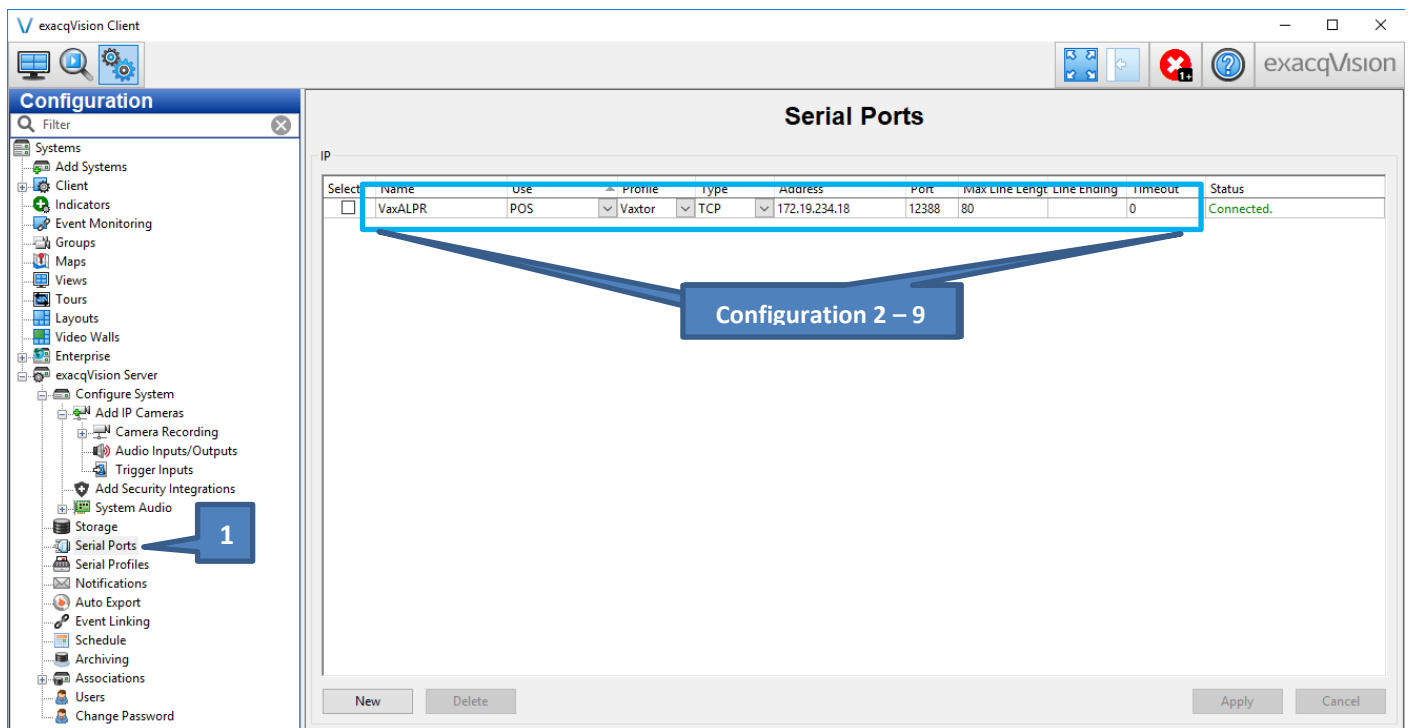 exacqVision Client
1+
exacqVision
Configuration
Filter
Systems
Add Systems
Client
Indicators
Event Monitoring
Groups
Maps
Views
Tours
Layouts
Video Walls
Enterprise
exacqVision Server
Configure System
Add IP Cameras
Camera Recording
Audio Inputs/Outputs
Trigger Inputs
Add Security Integrations
System Audio
Storage
Serial Ports
Serial Profiles
Notifications
Auto Export
Event Linking
Schedule
Archiving
Associations
Users
Change Password
1
Serial Ports
IP
Select Name Use Profile Type Address Port Max Line Lengt Line Ending Timeout Status
VaxALPR POS Vaxtor TCP 172.19.234.18 12388 80 0 Connected.
Configuration 2 – 9
New Delete Apply Cancel